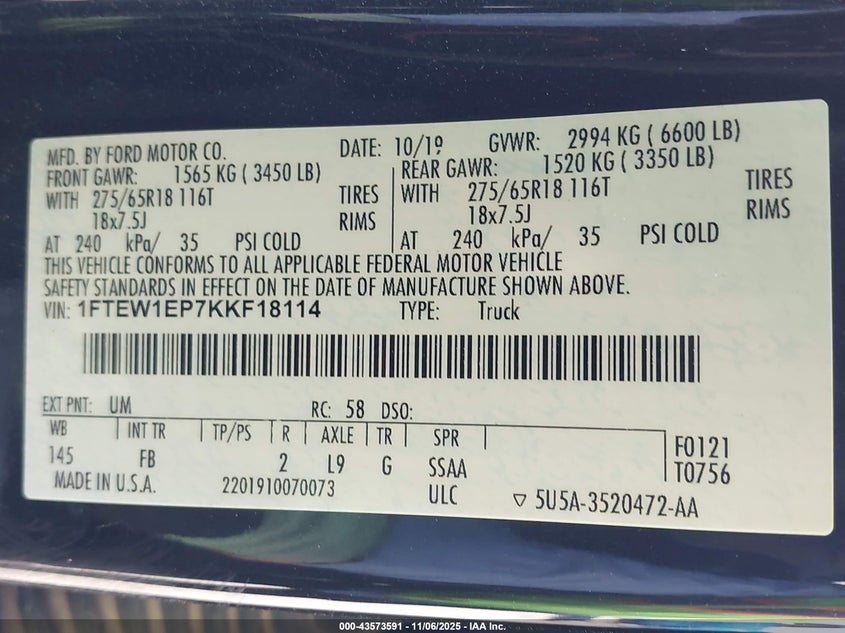 MFD. BY FORD MOTOR CO. DATE: 10/19 GVWR: 2994 KG ( 6600 LB)
FRONT GAWR: 1565 KG ( 3450 LB) REAR GAWR: 1520 KG ( 3350 LB)
WITH 275/65R18 116T TIRES WITH 275/65R18 116T TIRES
18x7.5J RIMS 18x7.5J RIMS
AT 240 kPa/ 35 PSI COLD AT 240 kPa/ 35 PSI COLD
THIS VEHICLE CONFORMS TO ALL APPLICABLE FEDERAL MOTOR VEHICLE
SAFETY STANDARDS IN EFFECT ON THE DATE OF MANUFACTURE SHOWN ABOVE.
VIN: 1FTEW1EP7KKF18114 TYPE: Truck
EXT PNT: UM RC: 58 DSO:
WB INT TR TP/PS R AXLE TR SPR
145 FB 2 L9 G SSAA
F0121
T0756
MADE IN U.S.A. 2201910070073 ULC ▽ 5U5A-3520472-AA
000-43573591 - 11/06/2025 - IAA Inc.